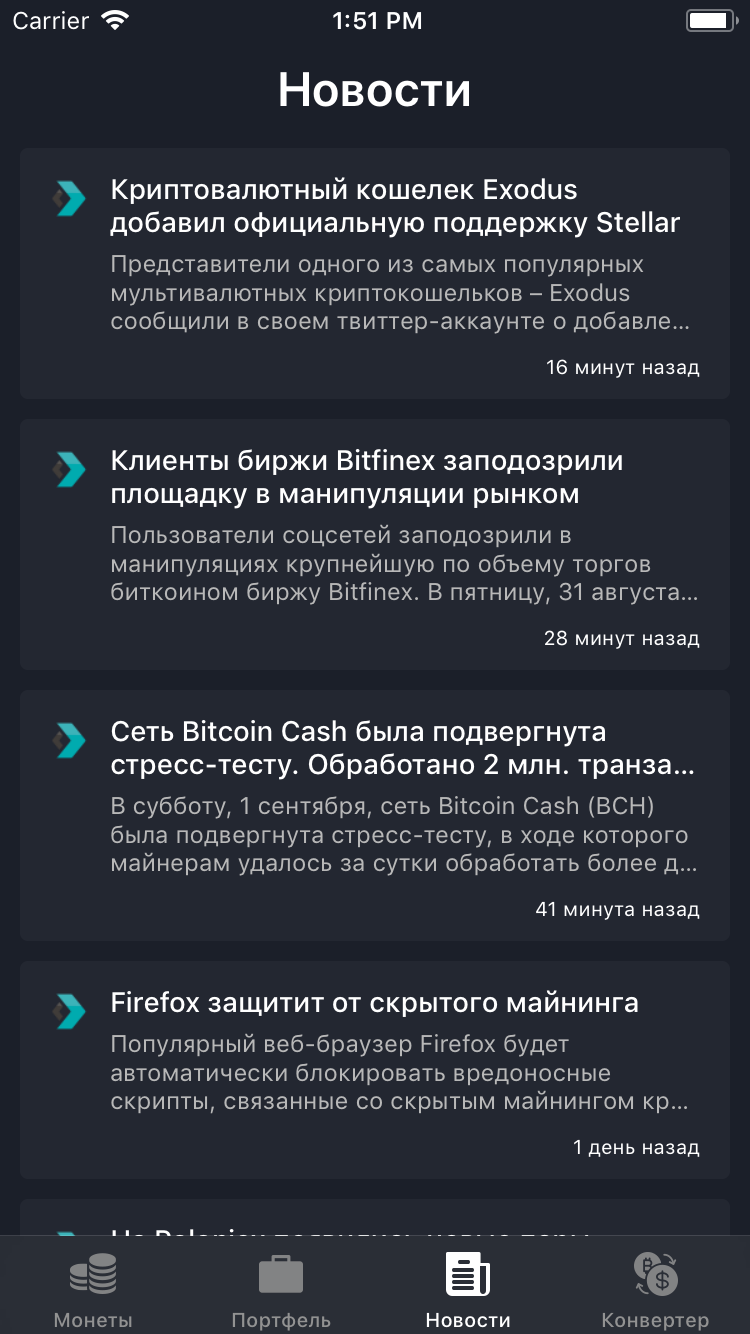 Carrier 1:51 PM
Новости
Криптовалютный кошелек Exodus
добавил официальную поддержку Stellar
Представители одного из самых популярных
мультивалютных криптокошельков – Exodus
сообщили в своем твиттер-аккаунте о добавле...
16 минут назад
Клиенты биржи Bitfinex заподозрили
площадку в манипуляции рынком
Пользователи соцсетей заподозрили в
манипуляциях крупнейшую по объему торгов
биткоином биржу Bitfinex. В пятницу, 31 августа...
28 минут назад
Сеть Bitcoin Cash была подвергнута
стресс-тесту. Обработано 2 млн. транза...
В субботу, 1 сентября, сеть Bitcoin Cash (BCH)
была подвергнута стресс-тесту, в ходе которого
майнерам удалось за сутки обработать более д...
41 минута назад
Firefox защитит от скрытого майнинга
Популярный веб-браузер Firefox будет
автоматически блокировать вредоносные
скрипты, связанные со скрытым майнингом кр...
1 день назад
На Poloniex появились новые пары
Монеты Портфель Новости Конвертер